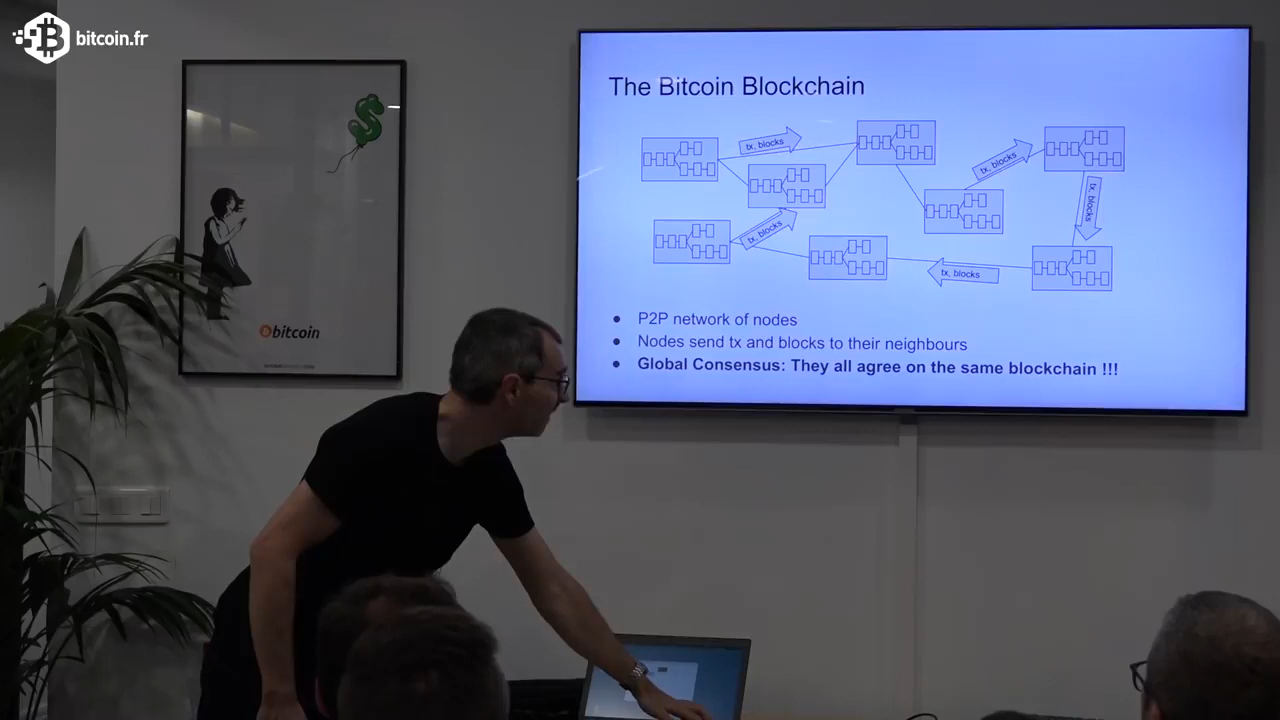 bitcoin.fr
bitcoin
The Bitcoin Blockchain
tx, blocks
tx, blocks
tx, blocks
tx, blocks
tx, blocks
● P2P network of nodes
● Nodes send tx and blocks to their neighbours
● Global Consensus: They all agree on the same blockchain !!!